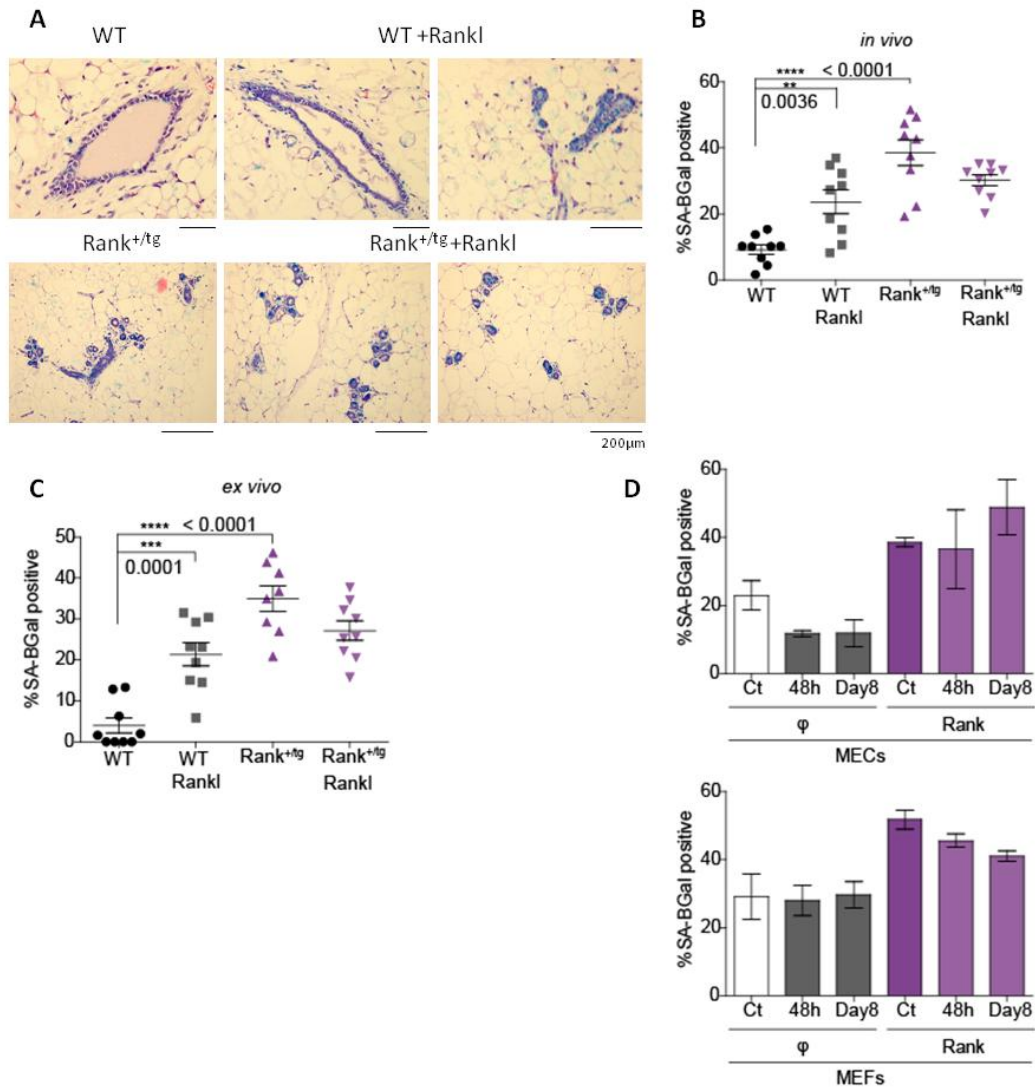 A
WT
WT +Rankl
Rank+/tg
Rank+/tg+Rankl
200µm
B
in vivo
%SA-BGal positive
60
40
20
0
**** < 0.0001
**
0.0036
WT
WT
Rankl
Rank+/tg
Rank+/tg
Rankl
C
ex vivo
%SA-BGal positive
50
40
30
20
10
0
**** < 0.0001
***
0.0001
WT
WT
Rankl
Rank+/tg
Rank+/tg
Rankl
D
%SA-BGal positive
60
40
20
0
Ct 48h Day8 Ct 48h Day8
φ Rank
MECs
%SA-BGal positive
60
40
20
0
Ct 48h Day8 Ct 48h Day8
φ Rank
MEFs